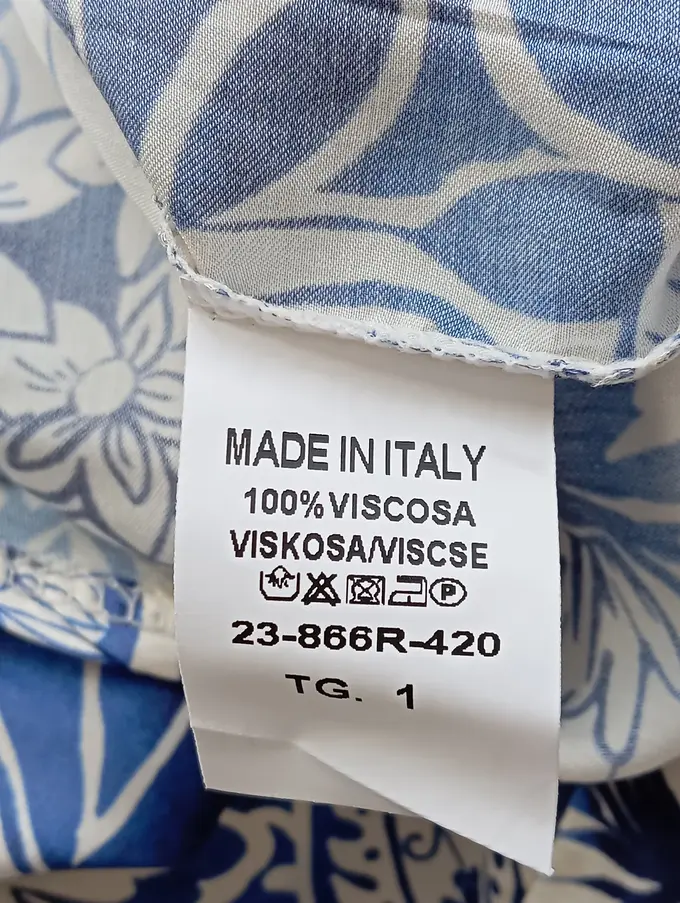 MADE IN ITALY
100% VISCOSA
VISKOSA/VISCSE
P
23-866R-420
TG. 1